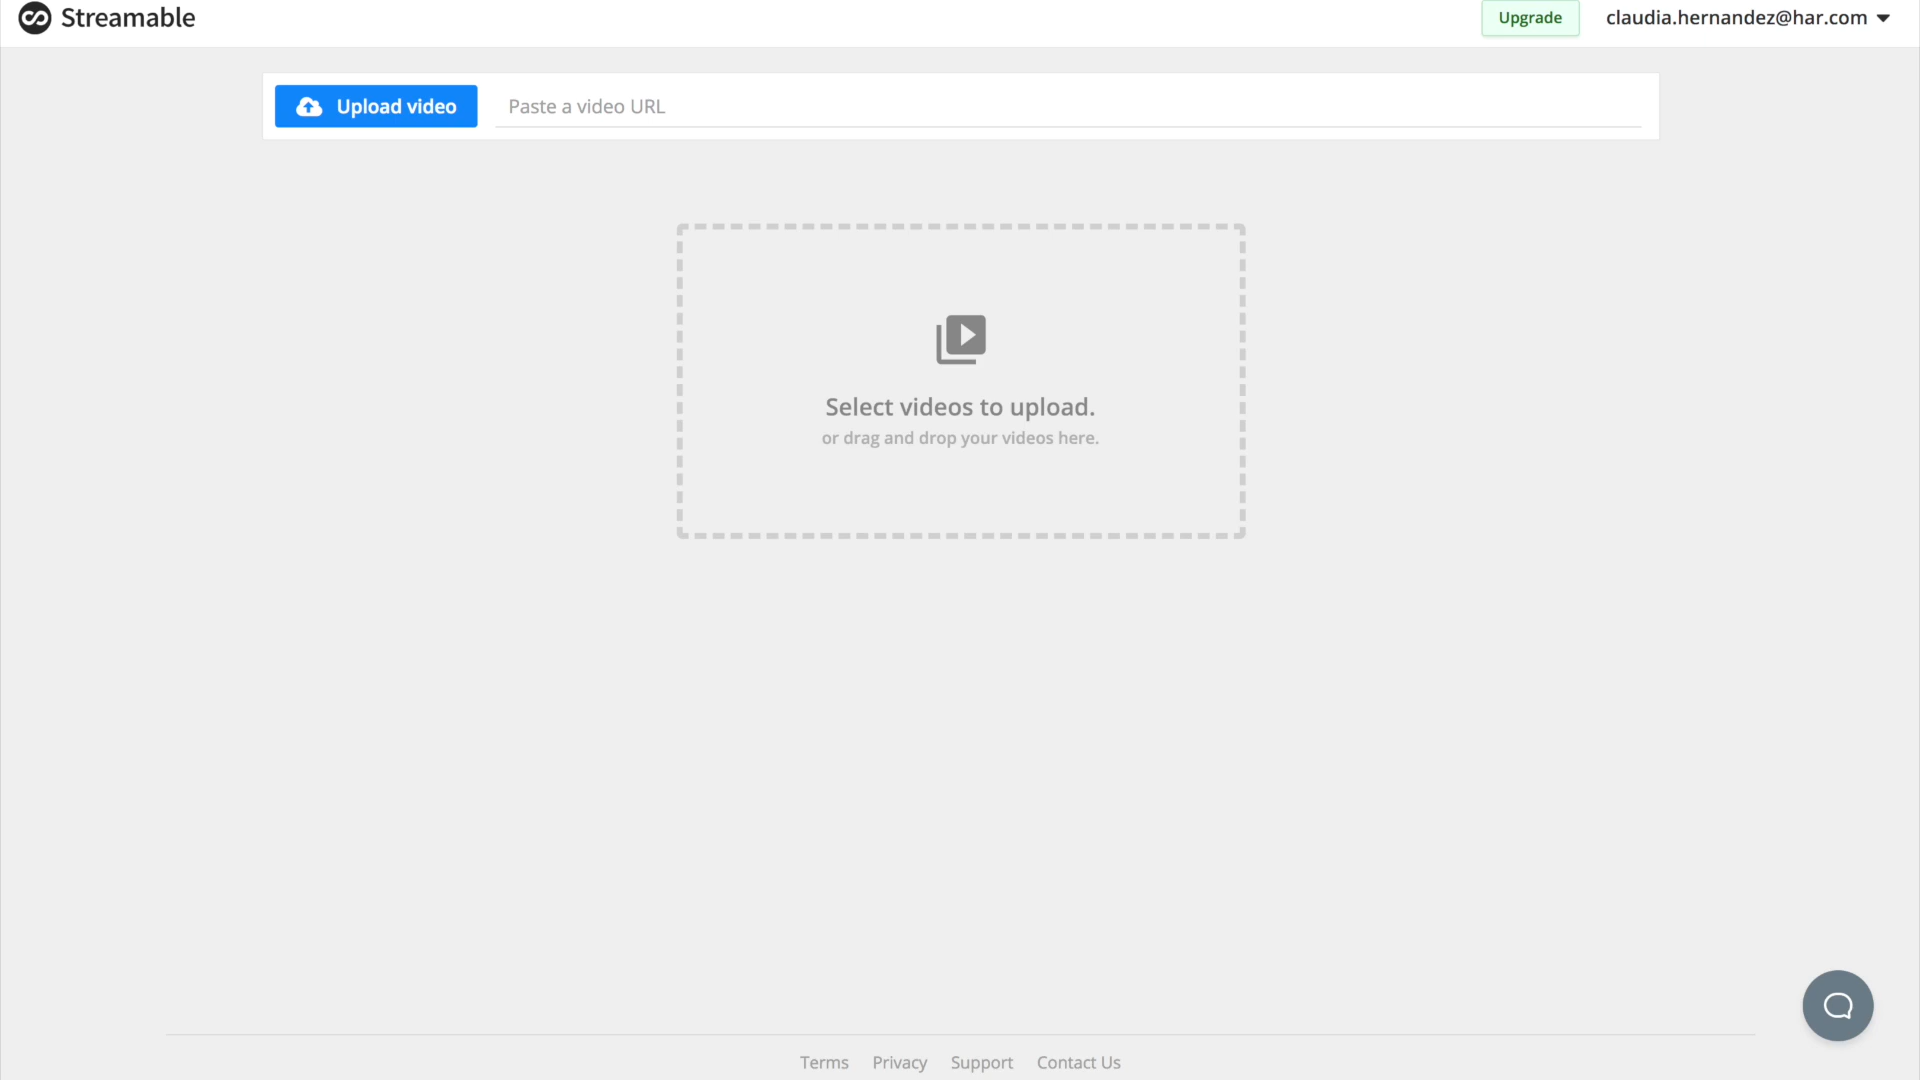 Streamable
Upgrade
claudia.hernandez@har.com
Upload video
Paste a video URL
Select videos to upload.
or drag and drop your videos here.
Terms Privacy Support Contact Us